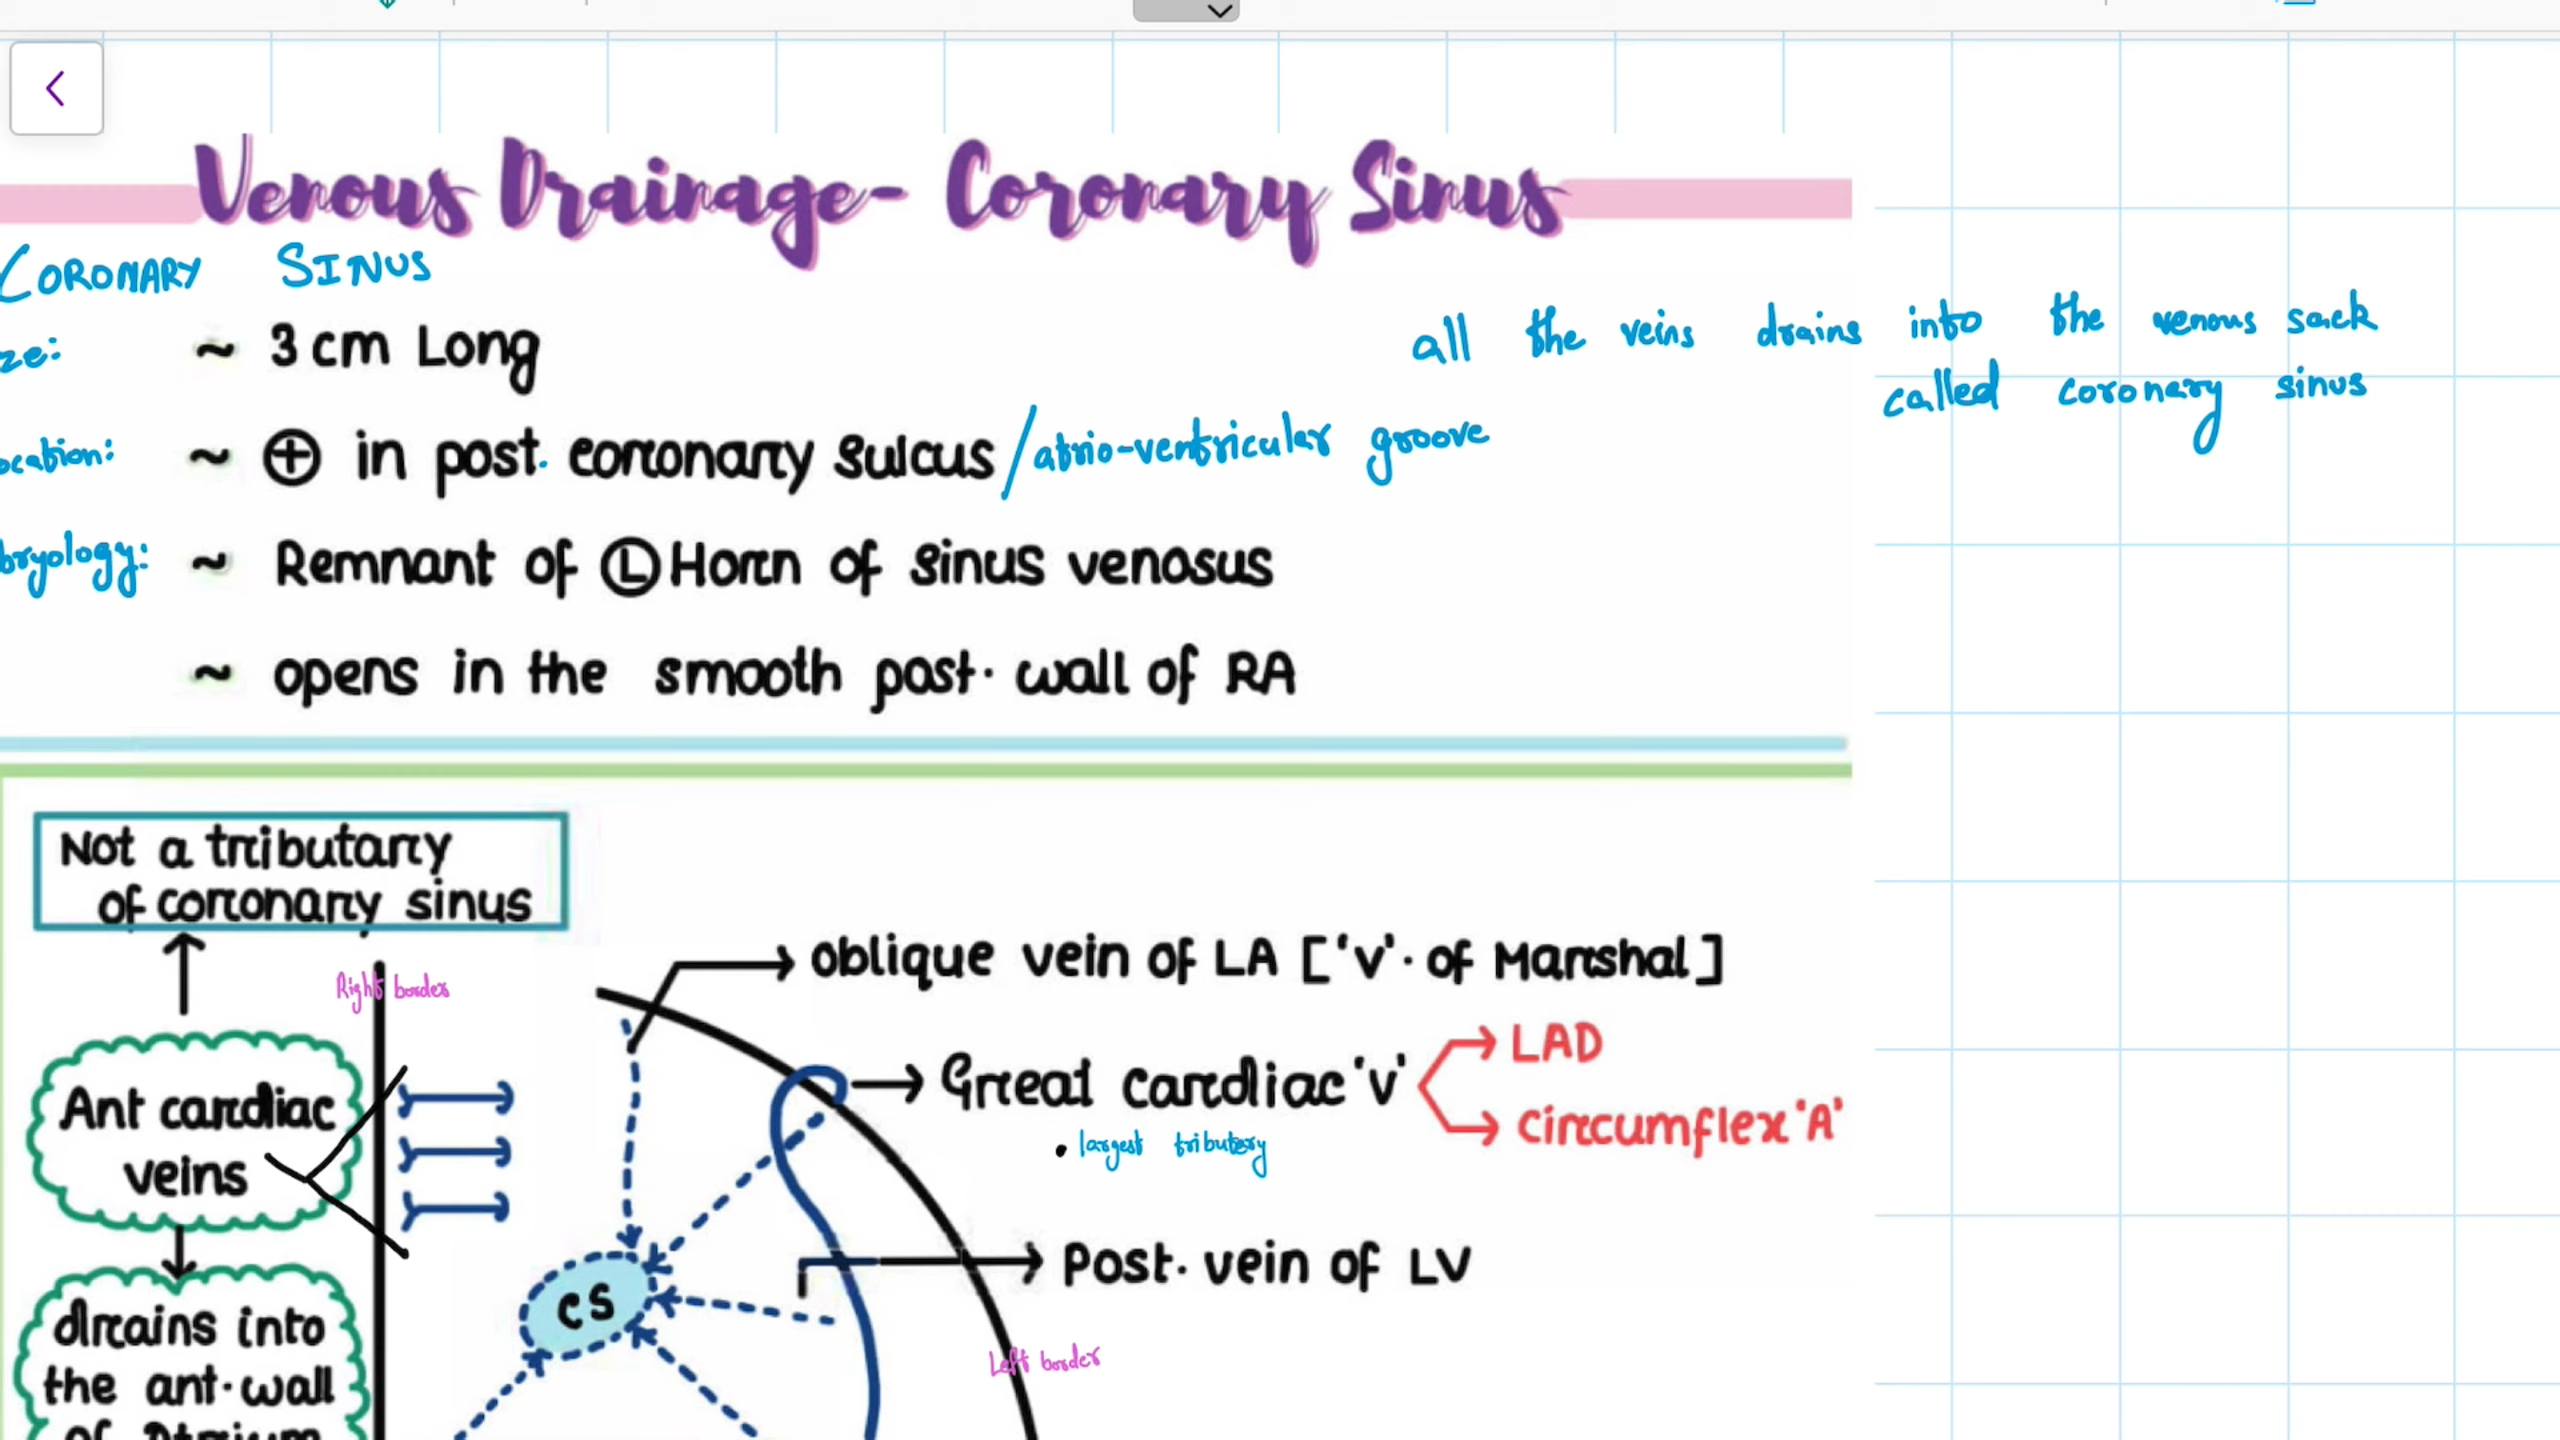 Venous Drainage- Coronary Sinus
CORONARY SINUS
ze: ~ 3 cm Long
all the veins drains into the venous sack
called coronary sinus
ocation: ~ ⊕ in post. coronary sulcus / atrio-ventricular groove
bryology: ~ Remnant of Ⓛ Horn of sinus venosus
~ opens in the smooth post. wall of RA
Not a tributary
of coronary sinus
Right border
oblique vein of LA ['v'. of Marshal]
Great cardiac 'v'
LAD
circumflex 'A'
• largest tributery
Ant cardiac
veins
Post. vein of LV
CS
Left border
drains into
the ant. wall
of Atrium